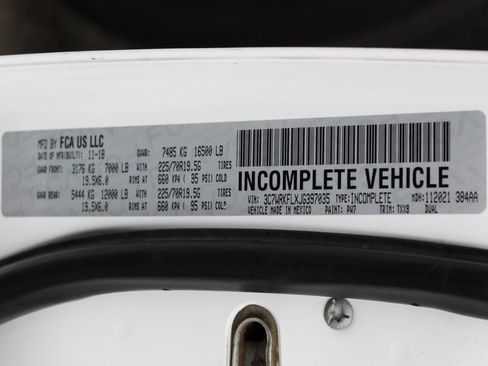 MFD BY FCA US LLC
DATE OF MFR(BUILT): 11-18 GVWR: 7485 KG 16500 LB
GAWR FRONT: 3176 KG 7000 LB WITH 225/70R19.5G TIRES
19.5X6.0 RIMS AT 660 KPA ( 95 PSI) COLD
GAWR REAR: 5444 KG 12000 LB WITH 225/70R19.5G TIRES
19.5X6.0 RIMS AT 660 KPA ( 95 PSI) COLD
INCOMPLETE VEHICLE
VIN: 3C7WRKFLXJG397035 TYPE:INCOMPLETE MDH: 112021 384AA
VEHICLE MADE IN MEXICO PAINT: PW7 TRIM: TXX8 DUAL